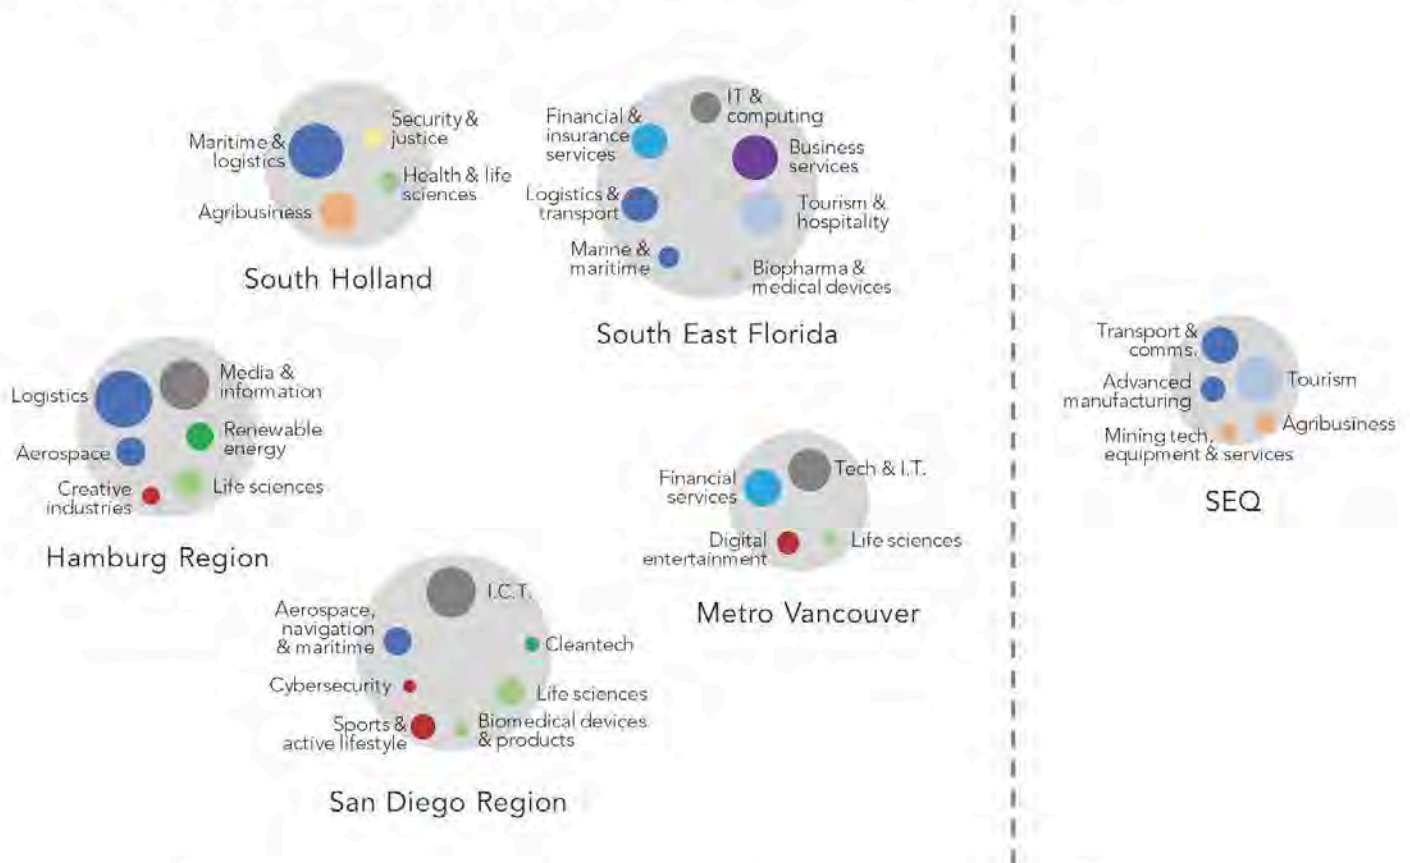 Maritime &
logistics
Security &
justice
Health & life
sciences
Agribusiness
South Holland
Financial &
insurance
services
IT &
computing
Business
services
Logistics &
transport
Tourism &
hospitality
Marine &
maritime
Biopharma &
medical devices
South East Florida
Logistics
Media &
information
Aerospace
Renewable
energy
Creative
industries
Life sciences
Hamburg Region
Financial
services
Tech & I.T.
Digital
entertainment
Life sciences
Metro Vancouver
I.C.T.
Aerospace,
navigation
& maritime
Cleantech
Cybersecurity
Life sciences
Sports &
active lifestyle
Biomedical devices
& products
San Diego Region
Transport &
comms.
Tourism
Advanced
manufacturing
Agribusiness
Mining tech,
equipment & services
SEQ